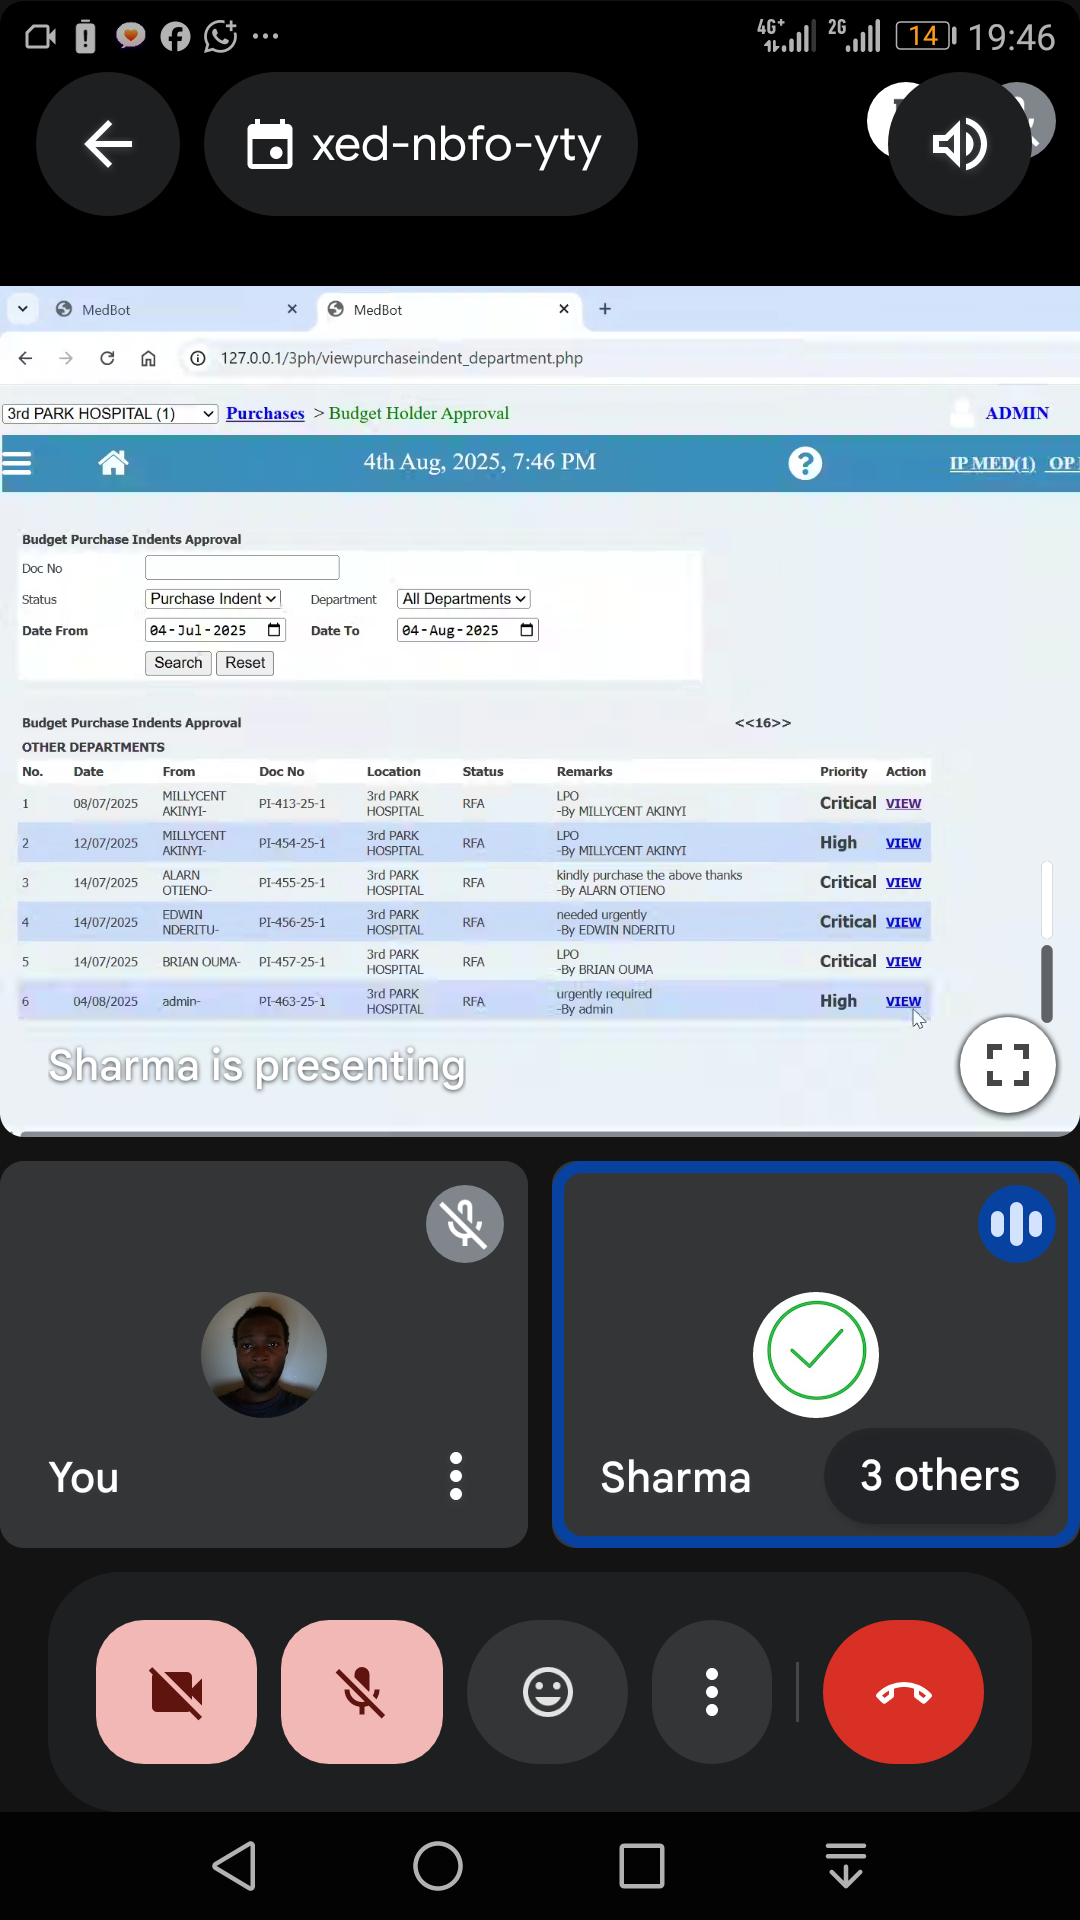 4G+ 2G 14 19:46
xed-nbfo-yty
MedBot MedBot
127.0.0.1/3ph/viewpurchaseindent_department.php
3rd PARK HOSPITAL (1) Purchases > Budget Holder Approval ADMIN
4th Aug, 2025, 7:46 PM ? IP MED(1) OP
Budget Purchase Indents Approval
Doc No
Status Purchase Indent Department All Departments
Date From 04-Jul-2025 Date To 04-Aug-2025
Search Reset
Budget Purchase Indents Approval <<16>>
OTHER DEPARTMENTS
No. Date From Doc No Location Status Remarks Priority Action
1 08/07/2025 MILLYCENT AKINYI- PI-413-25-1 3rd PARK HOSPITAL RFA LPO -By MILLYCENT AKINYI Critical VIEW
2 12/07/2025 MILLYCENT AKINYI- PI-454-25-1 3rd PARK HOSPITAL RFA LPO -By MILLYCENT AKINYI High VIEW
3 14/07/2025 ALARN OTIENO- PI-455-25-1 3rd PARK HOSPITAL RFA kindly purchase the above thanks -By ALARN OTIENO Critical VIEW
4 14/07/2025 EDWIN NDERITU- PI-456-25-1 3rd PARK HOSPITAL RFA needed urgently -By EDWIN NDERITU Critical VIEW
5 14/07/2025 BRIAN OUMA- PI-457-25-1 3rd PARK HOSPITAL RFA LPO -By BRIAN OUMA Critical VIEW
6 04/08/2025 admin- PI-463-25-1 3rd PARK HOSPITAL RFA urgently required -By admin High VIEW
Sharma is presenting
You
Sharma 3 others